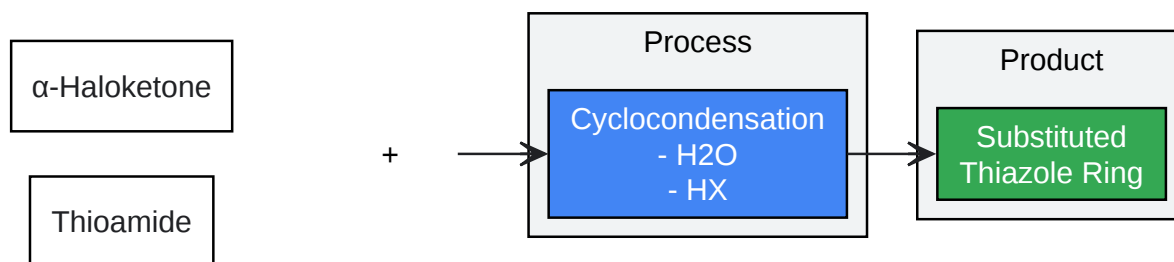 α-Haloketone
Thioamide
+
Process
Cyclocondensation
- H2O
- HX
Product
Substituted
Thiazole Ring